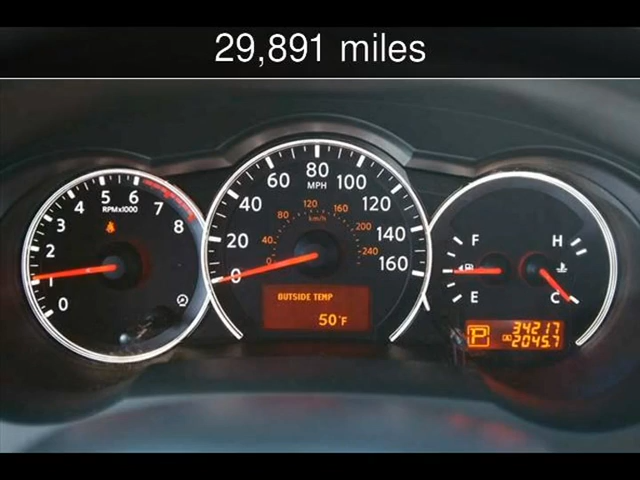 29,891 miles
0 1 2 3 4 5 6 7 8
RPMx1000
0 20 40 60 80 100 120 140 160
MPH
0 40 80 120 160 200 240
km/h
OUTSIDE TEMP
50°F
F
E
H
C
P
34217
A 2045.7